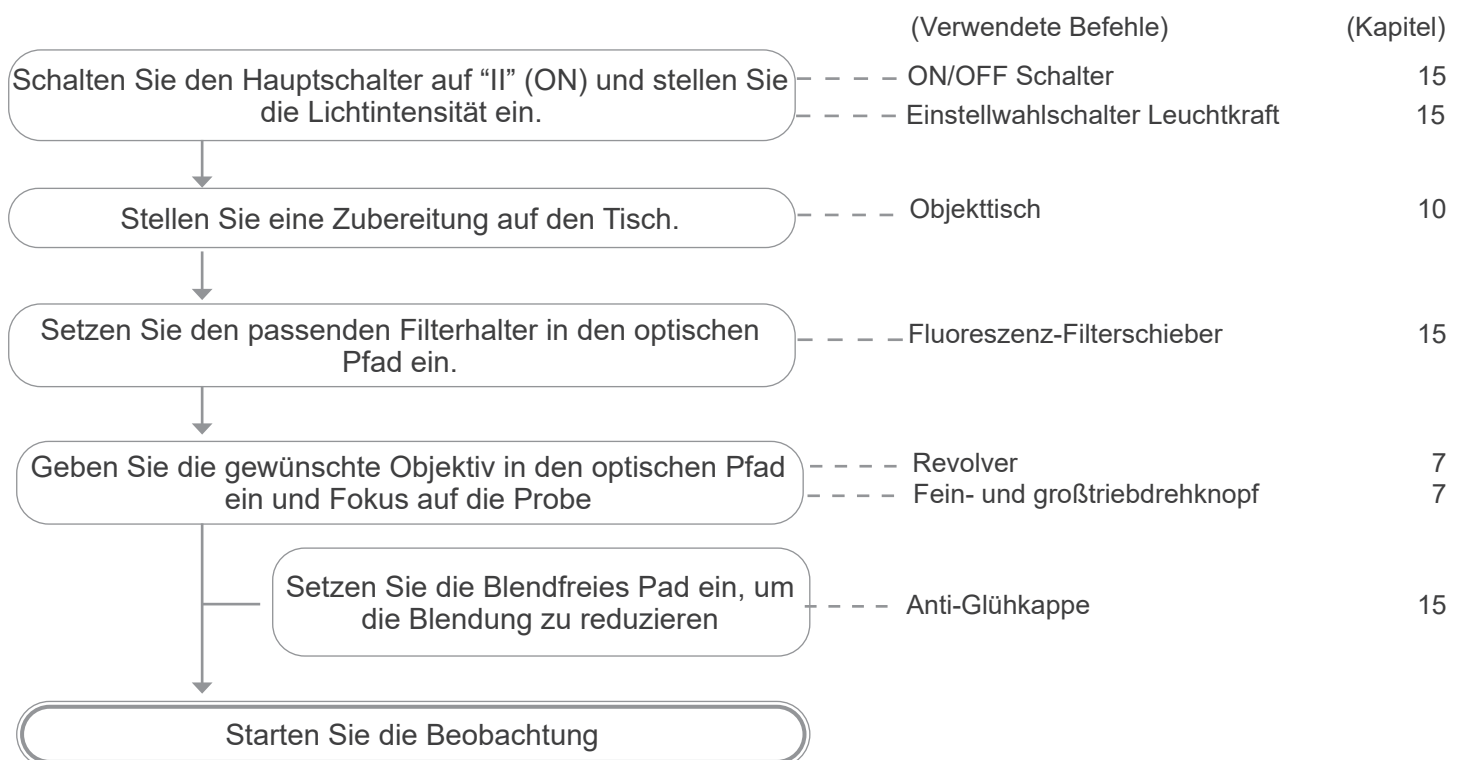 (Verwendete Befehle) (Kapitel)
Schalten Sie den Hauptschalter auf “II” (ON) und stellen Sie
die Lichtintensität ein.
ON/OFF Schalter 15
Einstellwahlschalter Leuchtkraft 15
Stellen Sie eine Zubereitung auf den Tisch.
Objekttisch 10
Setzen Sie den passenden Filterhalter in den optischen
Pfad ein.
Fluoreszenz-Filterschieber 15
Geben Sie die gewünschte Objektiv in den optischen Pfad
ein und Fokus auf die Probe
Revolver 7
Fein- und großtriebdrehknopf 7
Setzen Sie die Blendfreies Pad ein, um
die Blendung zu reduzieren
Anti-Glühkappe 15
Starten Sie die Beobachtung